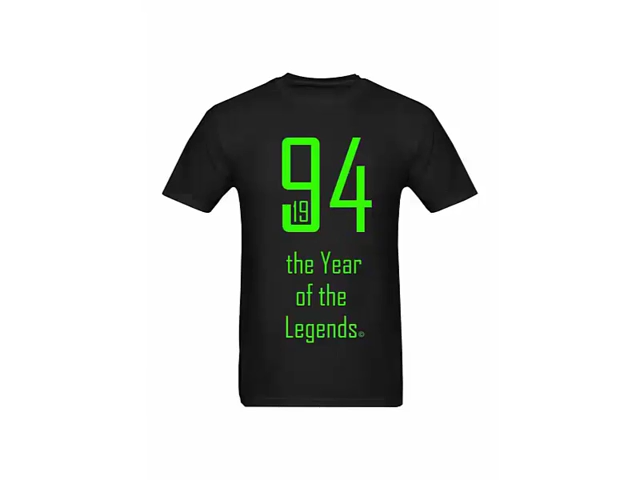 94
19
the Year
of the
Legends©